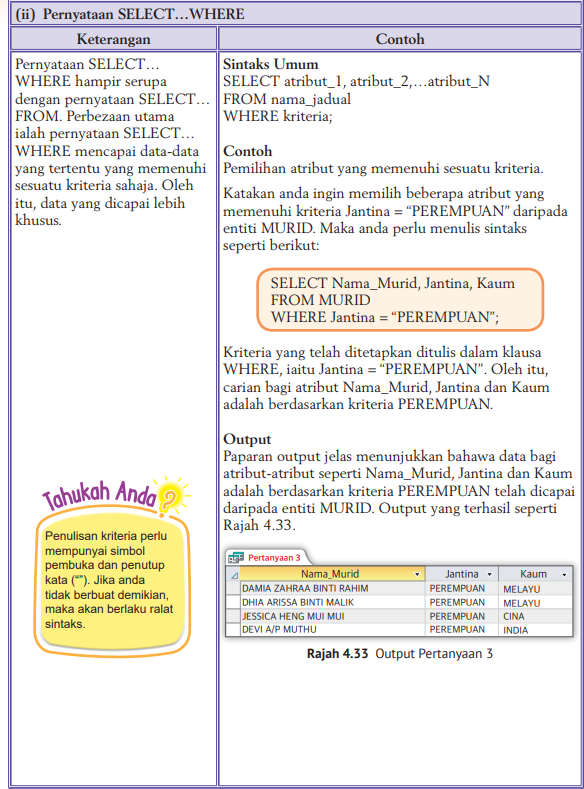 (ii) Pernyataan SELECT…WHERE
Keterangan
Contoh
Pernyataan SELECT…
WHERE hampir serupa
dengan pernyataan SELECT…
FROM. Perbezaan utama
ialah pernyataan SELECT…
WHERE mencapai data-data
yang tertentu yang memenuhi
sesuatu kriteria sahaja. Oleh
itu, data yang dicapai lebih
khusus.
Tahukah Anda ?
Penulisan kriteria perlu
mempunyai simbol
pembuka dan penutup
kata (“”). Jika anda
tidak berbuat demikian,
maka akan berlaku ralat
sintaks.
Sintaks Umum
SELECT atribut_1, atribut_2,…atribut_N
FROM nama_jadual
WHERE kriteria;
Contoh
Pemilihan atribut yang memenuhi sesuatu kriteria.
Katakan anda ingin memilih beberapa atribut yang
memenuhi kriteria Jantina = “PEREMPUAN” daripada
entiti MURID. Maka anda perlu menulis sintaks
seperti berikut:
SELECT Nama_Murid, Jantina, Kaum
FROM MURID
WHERE Jantina = “PEREMPUAN”;
Kriteria yang telah ditetapkan ditulis dalam klausa
WHERE, iaitu Jantina = “PEREMPUAN”. Oleh itu,
carian bagi atribut Nama_Murid, Jantina dan Kaum
adalah berdasarkan kriteria PEREMPUAN.
Output
Paparan output jelas menunjukkan bahawa data bagi
atribut-atribut seperti Nama_Murid, Jantina dan Kaum
adalah berdasarkan kriteria PEREMPUAN telah dicapai
daripada entiti MURID. Output yang terhasil seperti
Rajah 4.33.
Pertanyaan 3
Nama_Murid Jantina Kaum
DAMIA ZAHRAA BINTI RAHIM PEREMPUAN MELAYU
DHIA ARISSA BINTI MALIK PEREMPUAN MELAYU
JESSICA HENG MUI MUI PEREMPUAN CINA
DEVI A/P MUTHU PEREMPUAN INDIA
Rajah 4.33 Output Pertanyaan 3